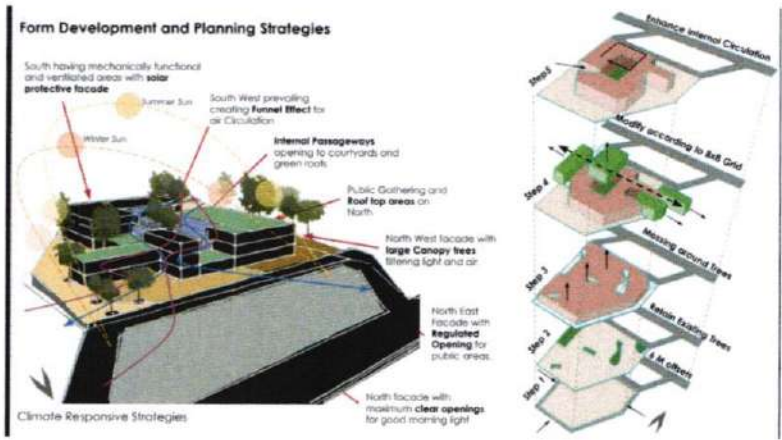 Form Development and Planning Strategies
South having mechanically functional
and ventilated areas with solar
protective facade
Summer Sun
Winter Sun
South West prevailing
creating Funnel Effect for
air Circulation
Internal Passageways
opening to courtyards and
green roofs
Public Gathering and
Roof top areas on
North
North West facade with
large Canopy trees
filtering light and air
North East
Facade with
Regulated
Opening for
public areas.
North facade with
maximum clear openings
for good morning light
Climate Responsive Strategies
Enhance Internal Circulation
Step 5
Modify according to 8x8 Grid
Step 4
Massing around Trees
Step 3
Retain Existing Trees
Step 2
6 M offsets
Step 1